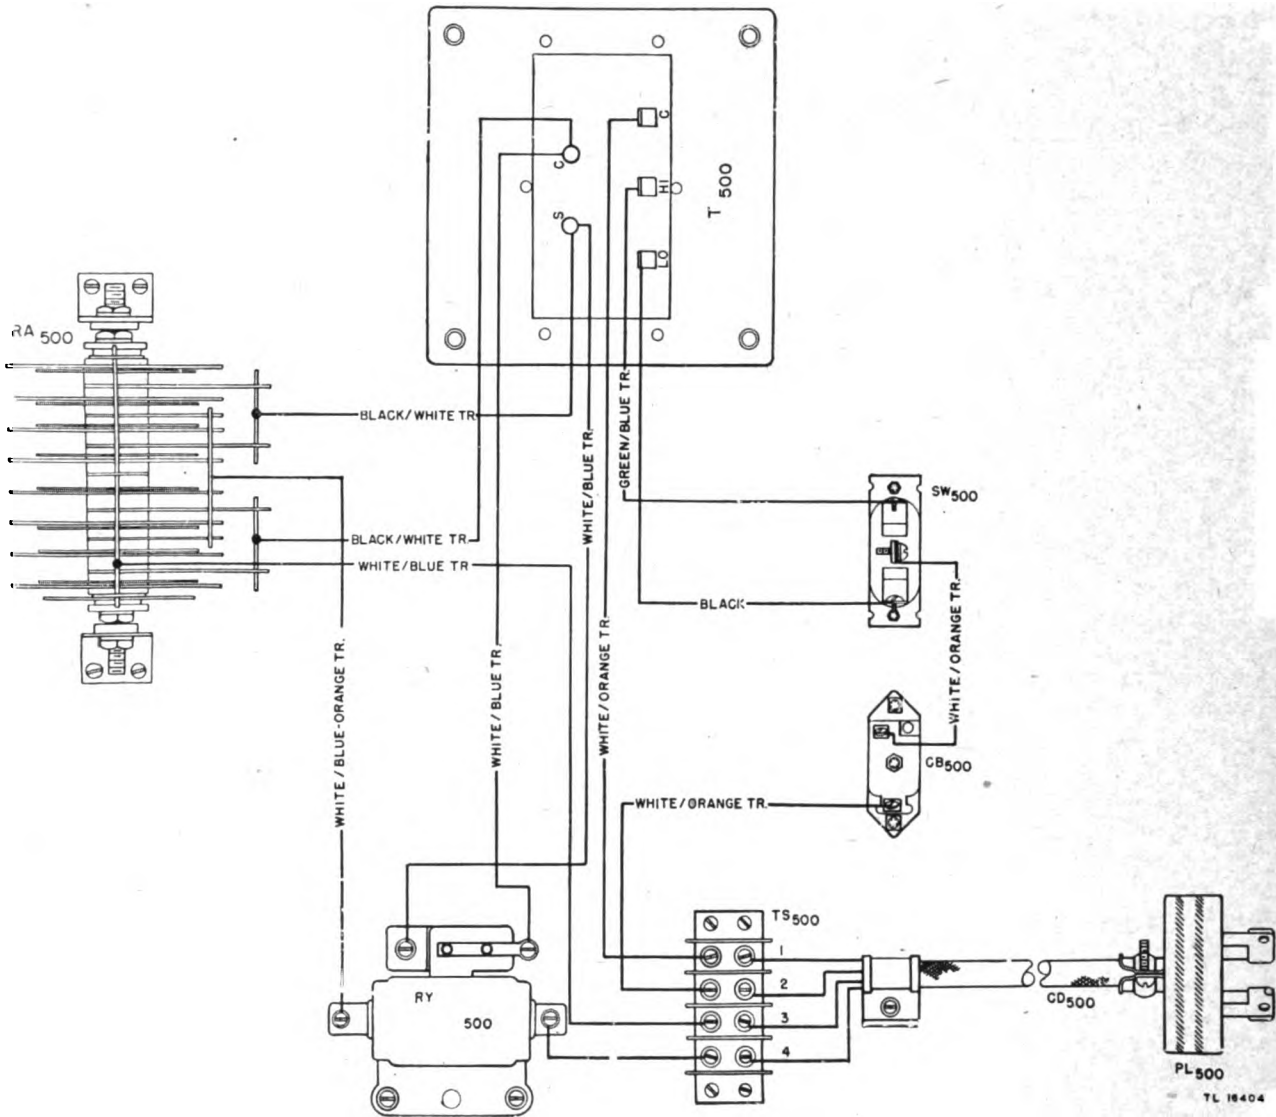 C
C
HI
S
LO
T 500
RA 500
BLACK/WHITE TR
GREEN/BLUE TR.
WHITE/BLUE TR.
SW500
BLACK/WHITE TR.
WHITE/BLUE TR
BLACK
WHITE/ORANGE TR.
WHITE/BLUE-ORANGE TR.
WHITE/BLUE TR.
WHITE/ORANGE TR.
CB500
WHITE/ORANGE TR.
TS500
1
2
3
4
RY 500
CD500
PL500
TL 16404